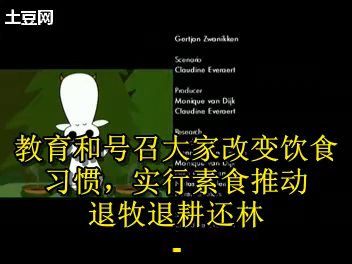 土豆网
Gertjan Zwanikken
Scenario
Claudine Everaert
Producer
Monique van Dijk
Claudine Everaert
Research
教育和号召大家改变饮食
习惯，实行素食推动
退牧退耕还林
-